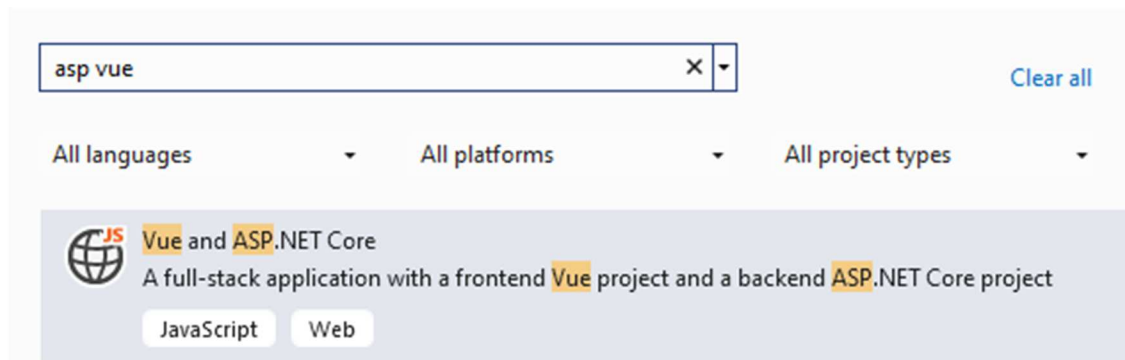 asp vue
Clear all
All languages All platforms All project types
JS
Vue and ASP.NET Core
A full-stack application with a frontend Vue project and a backend ASP.NET Core project
JavaScript Web